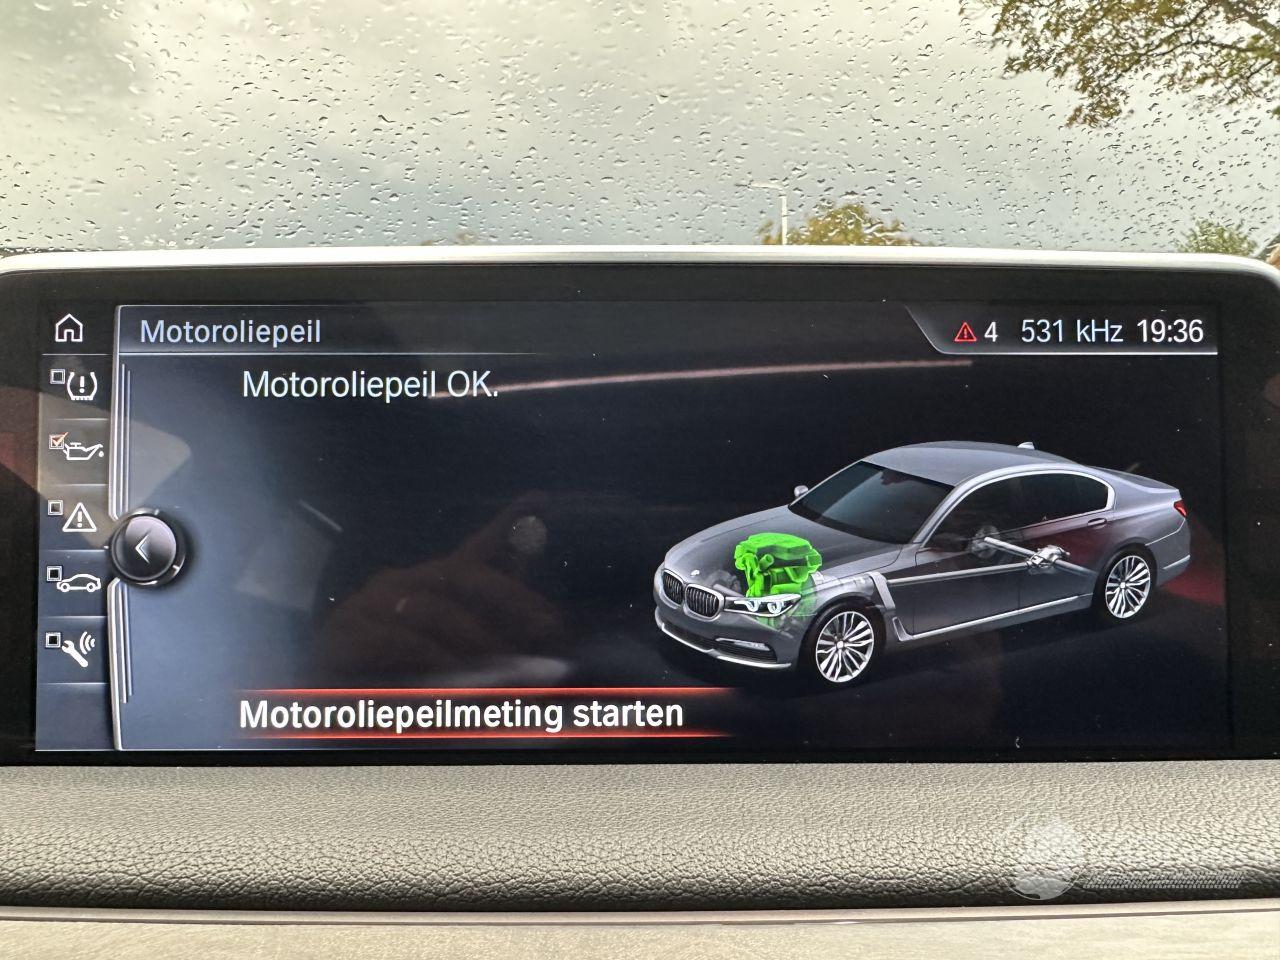 Motoroliepeil
4 531 kHz 19:36
Motoroliepeil OK.
Motoroliepeilmeting starten